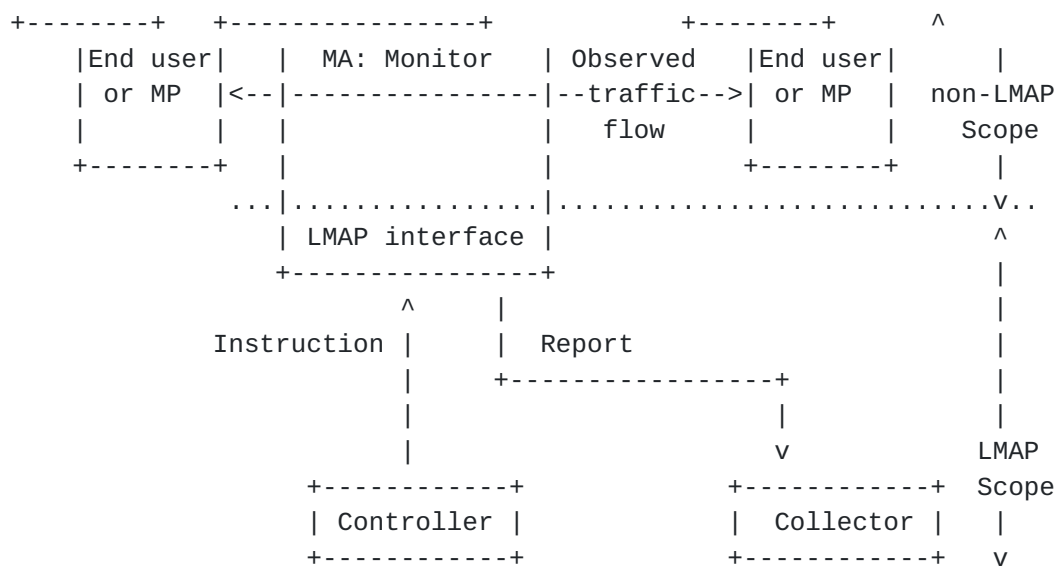 +--------+   +----------------+             +--------+      ^
|End user|   |  MA: Monitor   | Observed    |End user|      |
| or MP  |<--|----------------|--traffic-->| or MP  |  non-LMAP
|        |   |                |   flow      |        |    Scope
+--------+   |                |             +--------+      |
...|................|............................v..
| LMAP interface |                             ^
+----------------+                             |
^     |                                |
Instruction |     |  Report                        |
|     +-----------------+              |
|                       |              |
|                       v             LMAP
+------------+             +------------+  Scope
| Controller |             |  Collector |    |
+------------+             +------------+    v